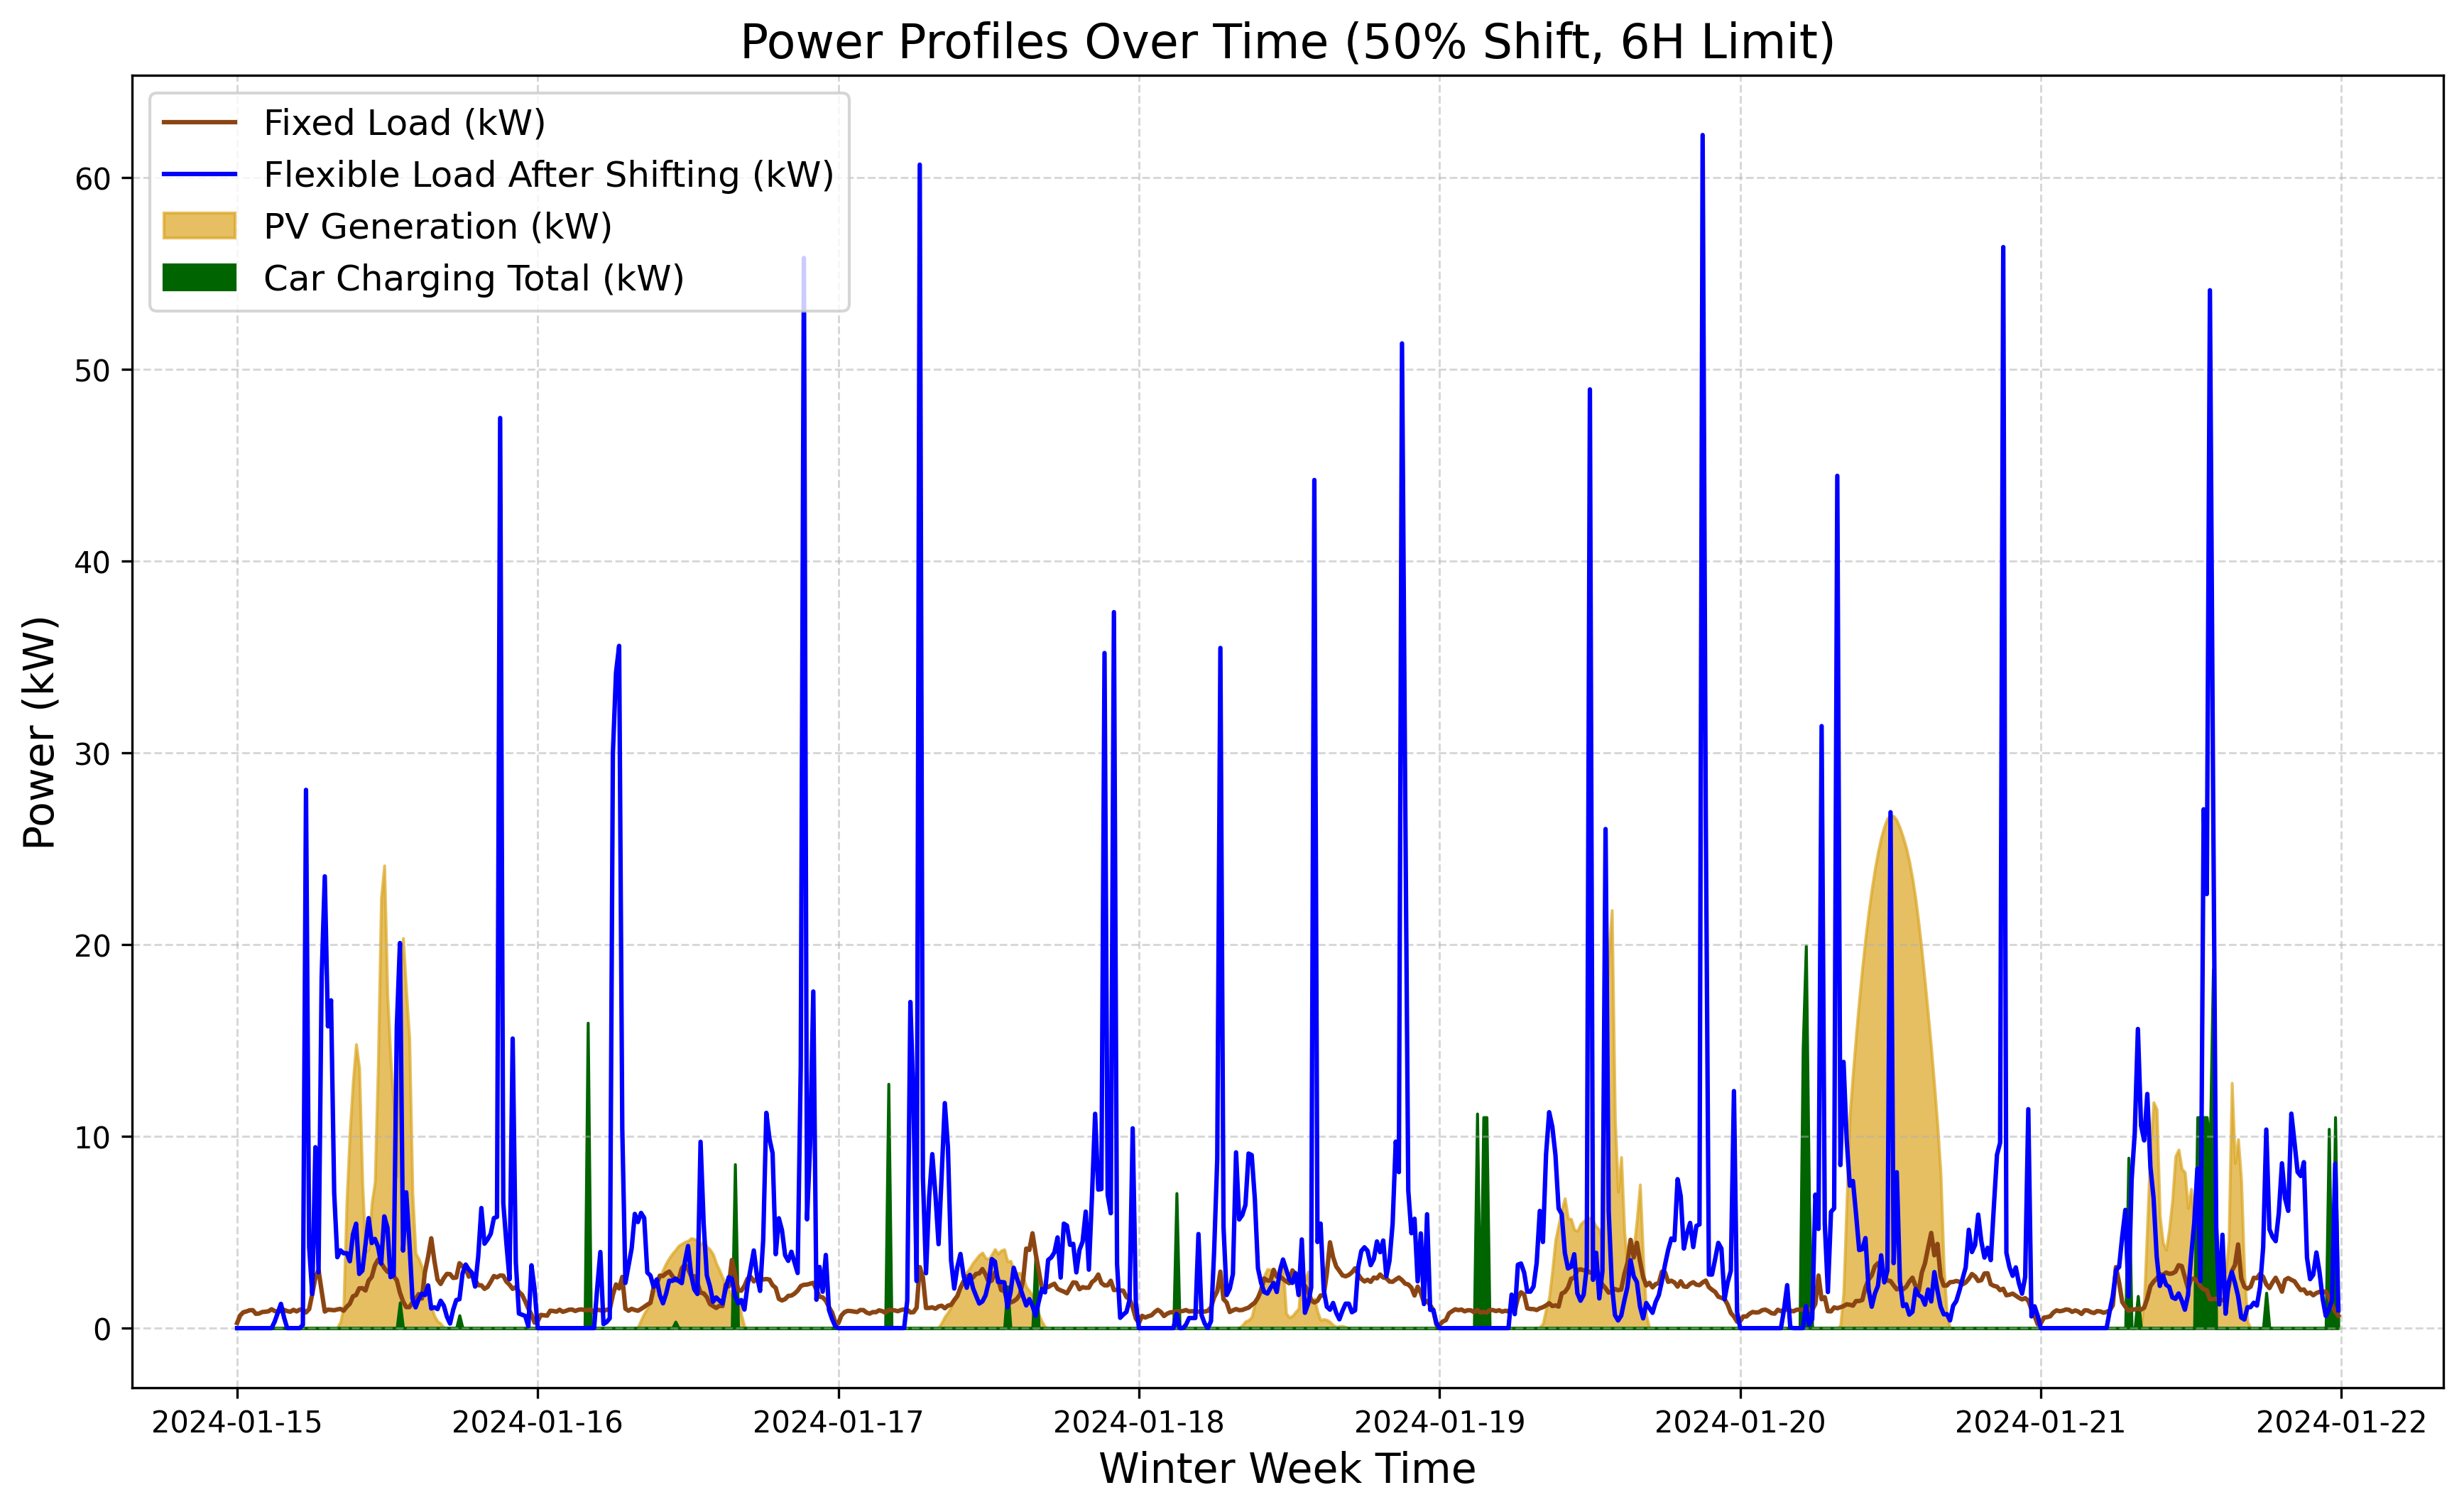 Power Profiles Over Time (50% Shift, 6H Limit)
Fixed Load (kW)
Flexible Load After Shifting (kW)
PV Generation (kW)
Car Charging Total (kW)
Power (kW)
60
50
40
30
20
10
0
2024-01-15
2024-01-16
2024-01-17
2024-01-18
2024-01-19
2024-01-20
2024-01-21
2024-01-22
Winter Week Time